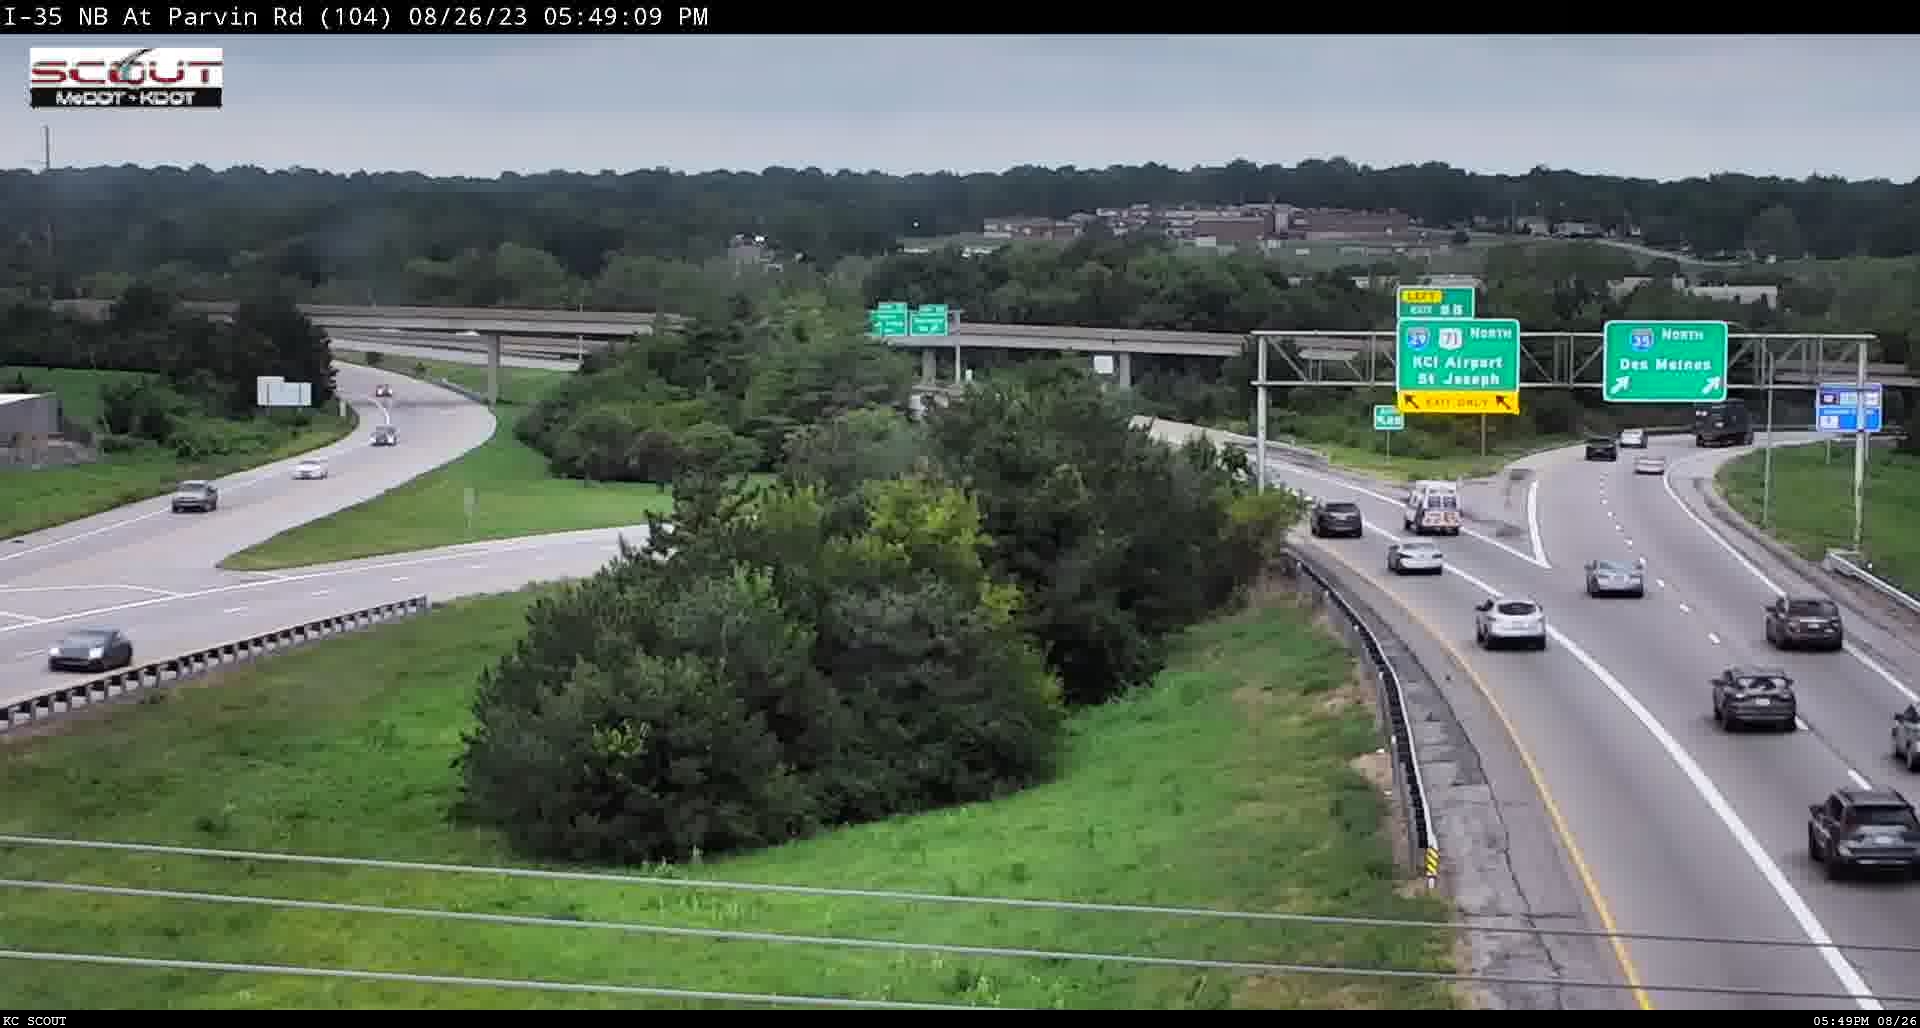 I-35 NB At Parvin Rd (104) 08/26/23 05:49:09 PM
SCOUT
MoDOT + KDOT
LEFT
EXIT 8B
29 71 NORTH
KCI Airport
St Joseph
EXIT ONLY
35 NORTH
Des Moines
KC SCOUT
05:49PM 08/26